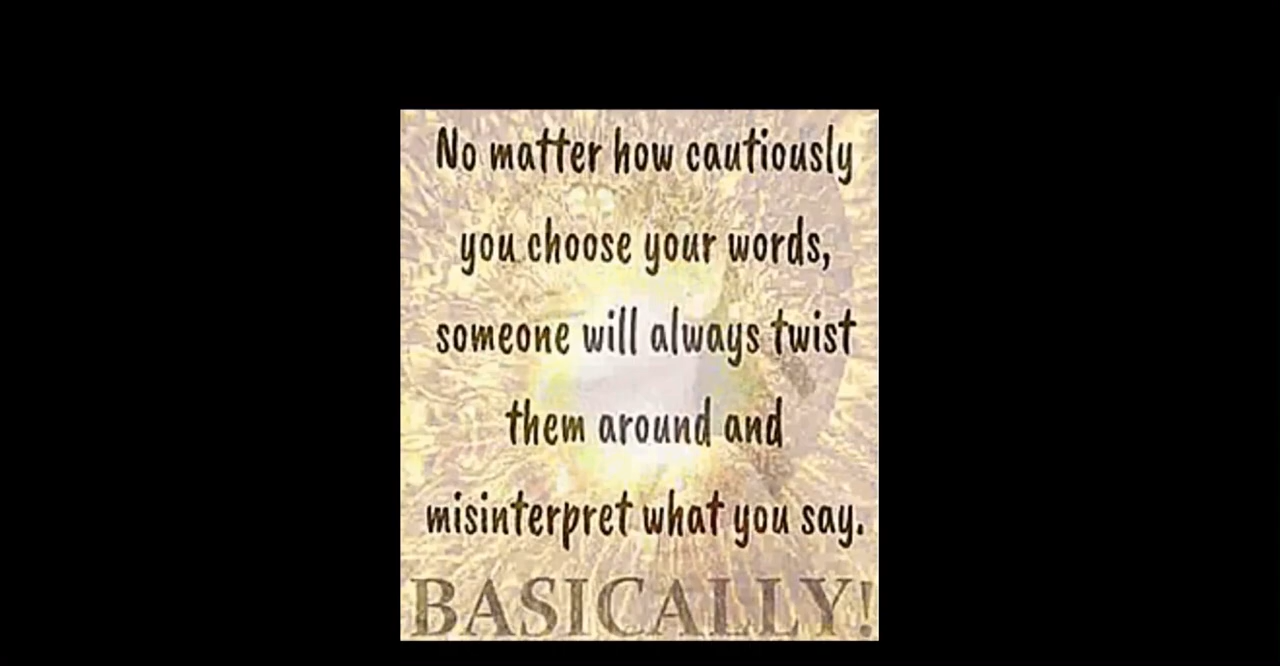 No matter how cautiously
you choose your words,
someone will always twist
them around and
misinterpret what you say.
BASICALLY!